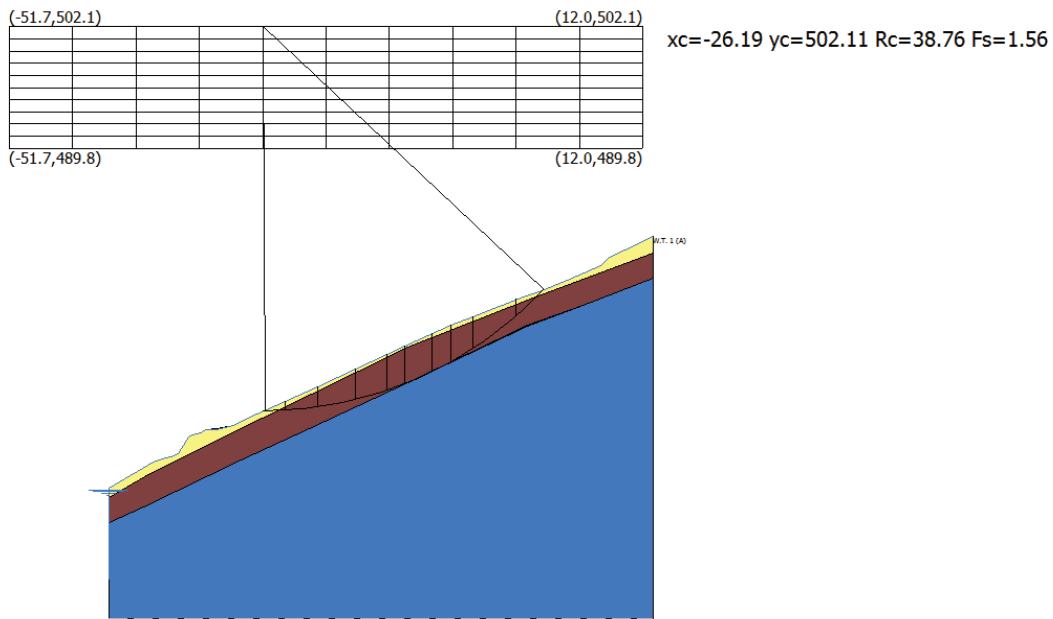 (-51.7,502.1)
(12.0,502.1)
xc=-26.19 yc=502.11 Rc=38.76 Fs=1.56
(-51.7,489.8)
(12.0,489.8)
W.T. 1 (A)